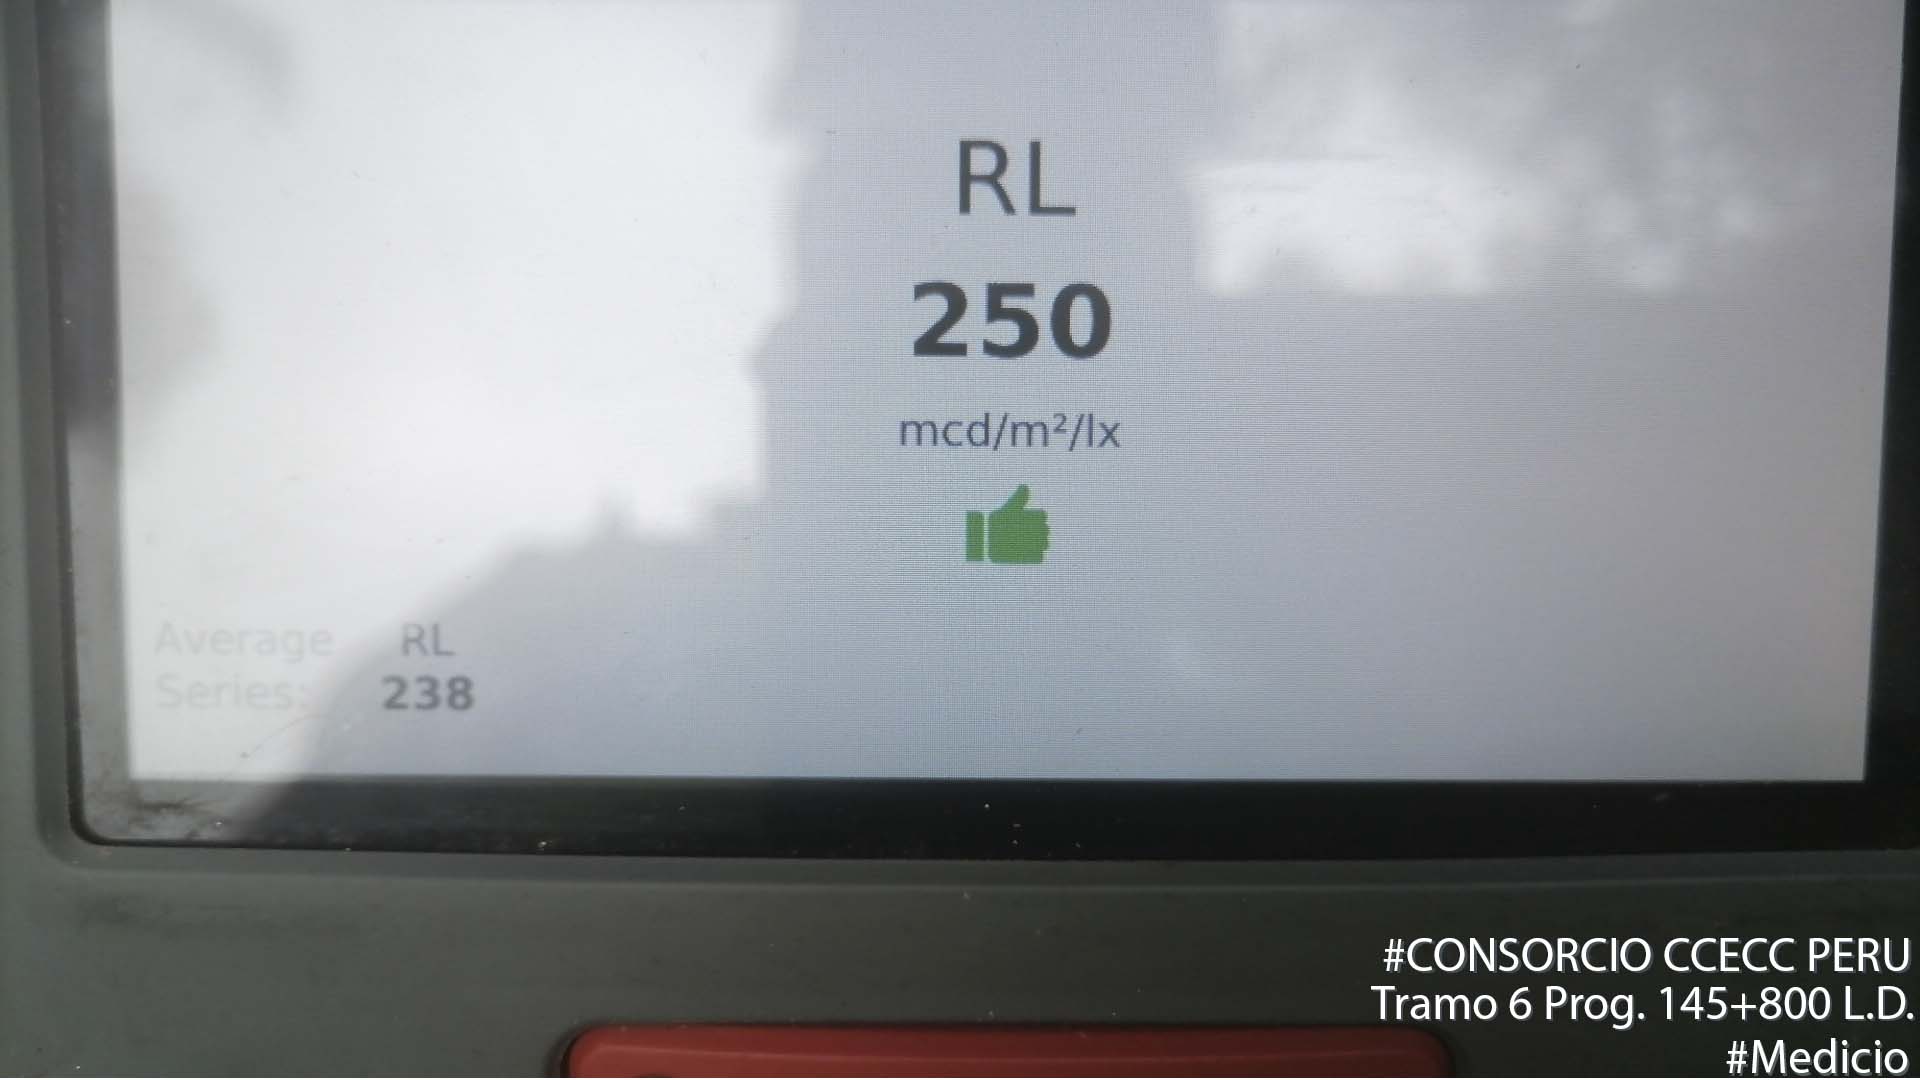 RL
250
mcd/m²/lx
Average RL
Series: 238
#CONSORCIO CCECC PERU
Tramo 6 Prog. 145+800 L.D.
#Medicio